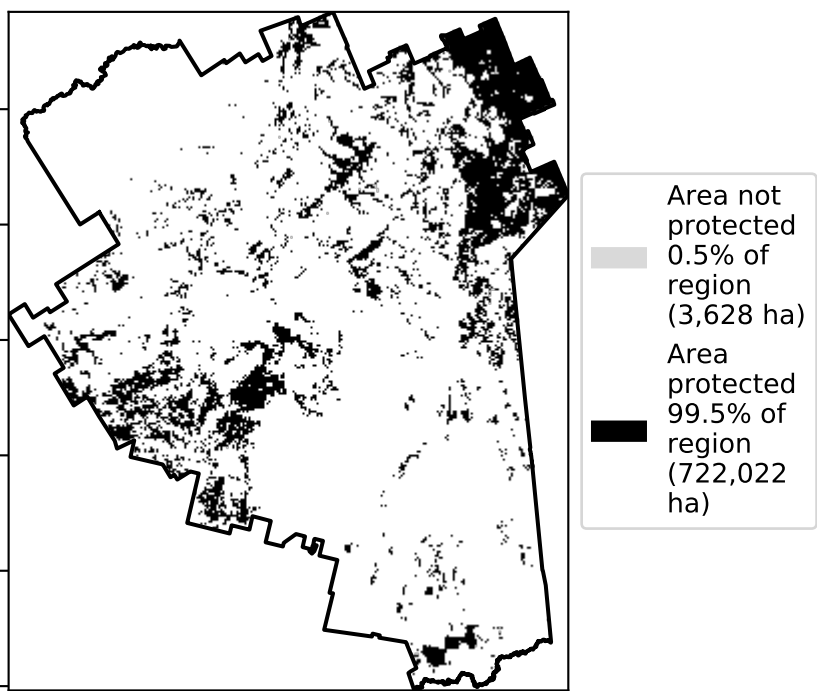 Area not
protected
0.5% of
region
(3,628 ha)
Area
protected
99.5% of
region
(722,022
ha)